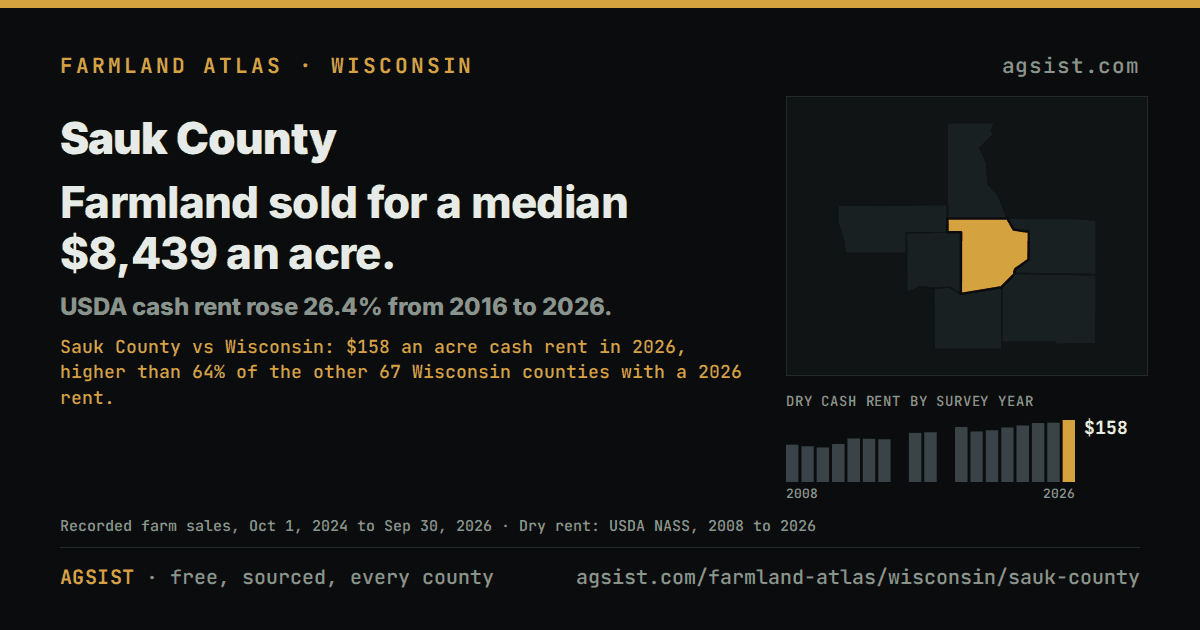 FARMLAND ATLAS · WISCONSIN
agsist.com
Sauk County
Farmland sold for a median
$8,439 an acre.
USDA cash rent rose 26.4% from 2016 to 2026.
Sauk County vs Wisconsin: $158 an acre cash rent in 2026,
higher than 64% of the other 67 Wisconsin counties with a 2026
rent.
DRY CASH RENT BY SURVEY YEAR
$158
2008
2026
Recorded farm sales, Oct 1, 2024 to Sep 30, 2026 · Dry rent: USDA NASS, 2008 to 2026
AGSIST · free, sourced, every county
agsist.com/farmland-atlas/wisconsin/sauk-county